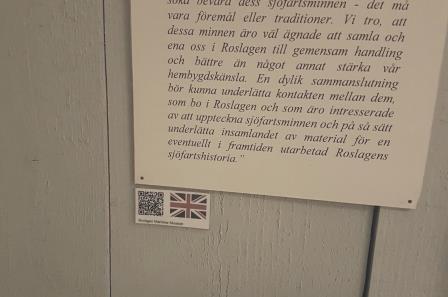 söka bevara dess sjöfartsminnen - det må
vara föremål eller traditioner. Vi tro, att
dessa minnen äro väl ägnade att samla och
ena oss i Roslagen till gemensam handling
och bättre än något annat stärka vår
hembygdskänsla. En dylik sammanslutning
bör kunna underlätta kontakten mellan dem,
som bo i Roslagen och som äro intresserade
av att uppteckna sjöfartsminnen och på så sätt
underlätta insamlandet av material för en
eventuellt i framtiden utarbetad Roslagens
sjöfartshistoria."
Roslagen Maritime Museum